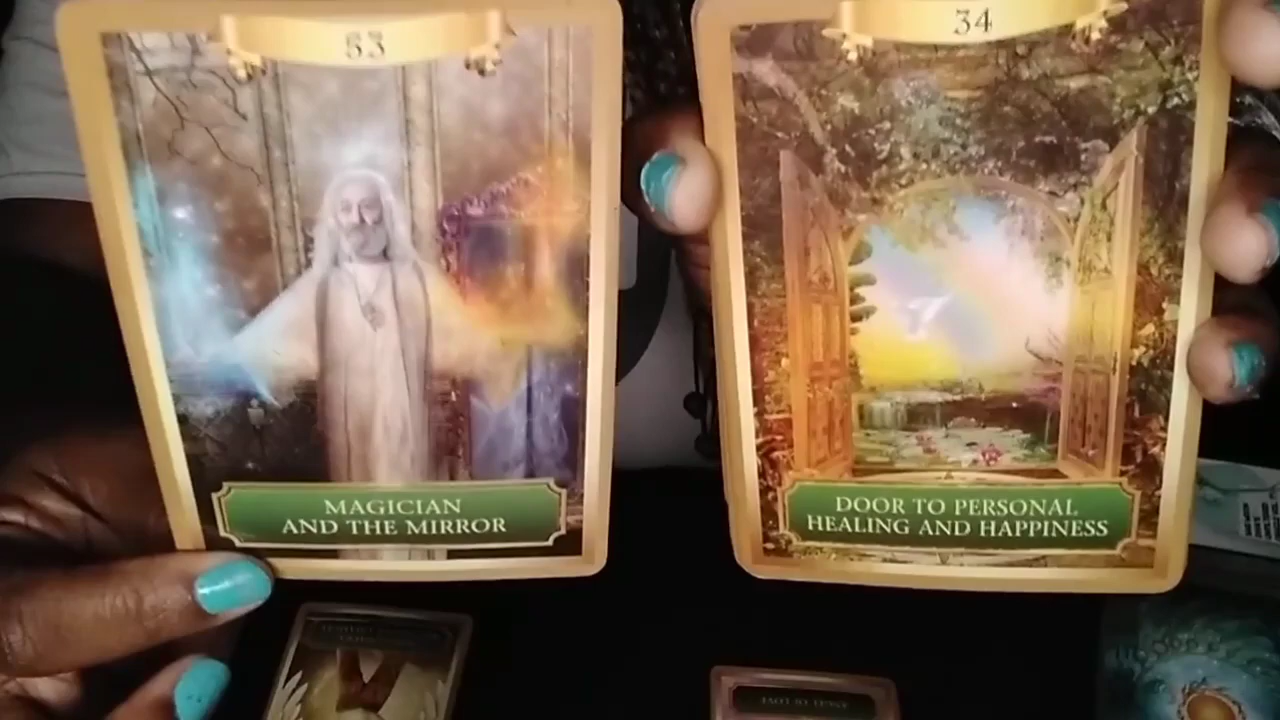 53
MAGICIAN
AND THE MIRROR
34
DOOR TO PERSONAL
HEALING AND HAPPINESS